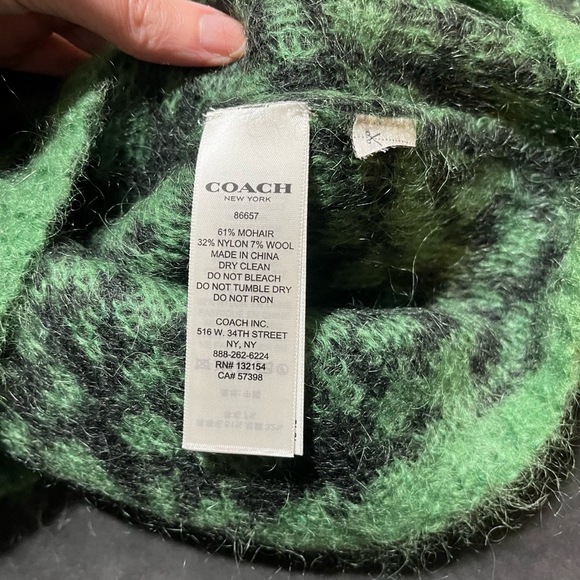 COACH
NEW YORK
86657
61% MOHAIR
32% NYLON 7% WOOL
MADE IN CHINA
DRY CLEAN
DO NOT BLEACH
DO NOT TUMBLE DRY
DO NOT IRON
COACH INC.
516 W. 34TH STREET
NY, NY
888-262-6224
RN# 132154
CA# 57398